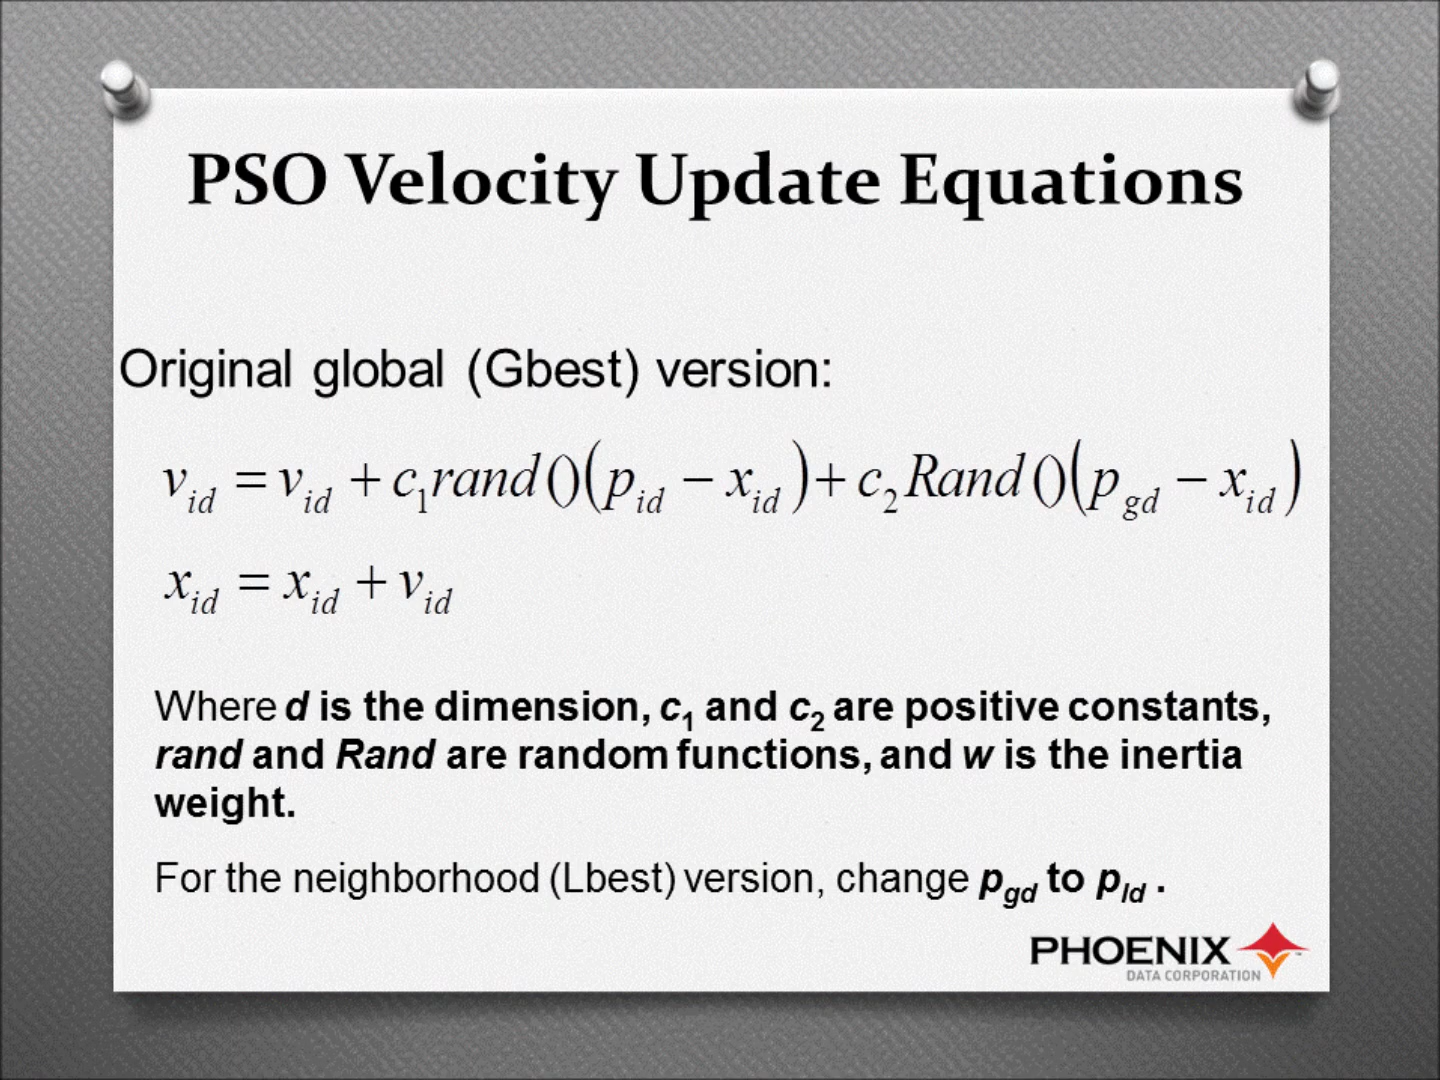 PSO Velocity Update Equations
Original global (Gbest) version:
v_id = v_id + c_1 rand()(p_id − x_id) + c_2 Rand()(p_gd − x_id)
x_id = x_id + v_id
Where d is the dimension, c_1 and c_2 are positive constants,
rand and Rand are random functions, and w is the inertia
weight.
For the neighborhood (Lbest) version, change p_gd to p_ld .
PHOENIX
DATA CORPORATION